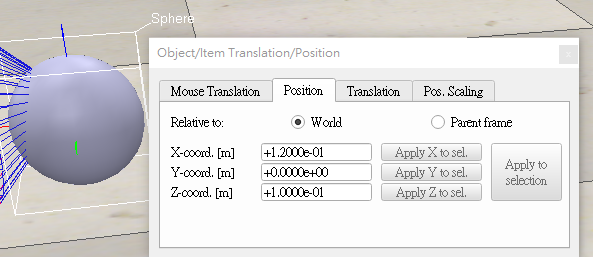 Sphere
Object/Item Translation/Position
x
Mouse Translation Position Translation Pos. Scaling
Relative to: World Parent frame
X-coord. [m] +1.2000e-01 Apply X to sel.
Y-coord. [m] +0.0000e+00 Apply Y to sel.
Z-coord. [m] +1.0000e-01 Apply Z to sel.
Apply to
selection